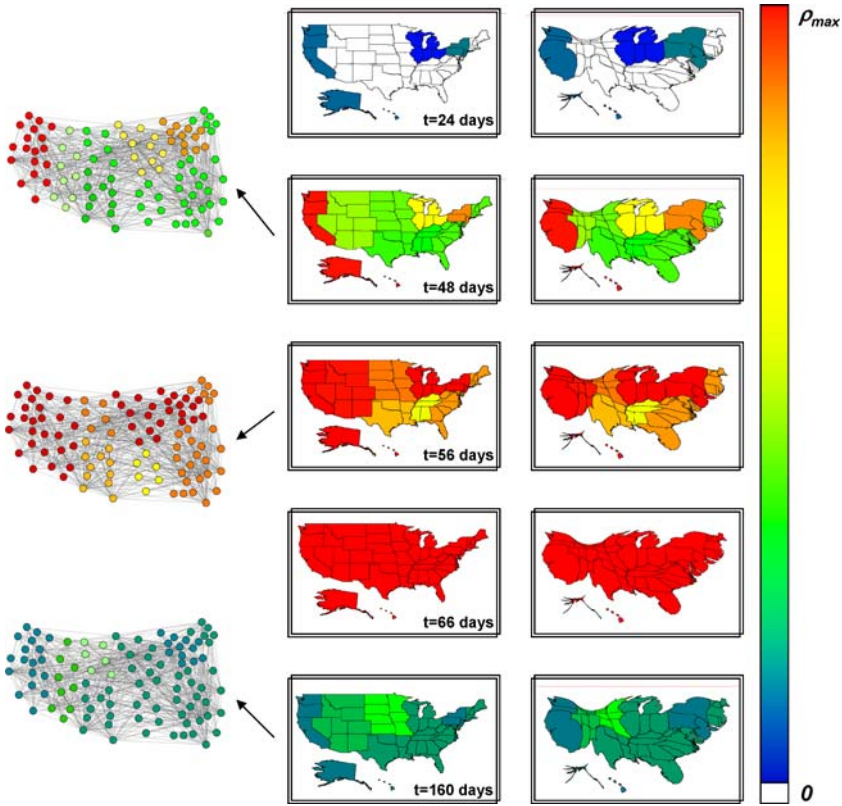 ρmax
t=24 days
t=48 days
t=56 days
t=66 days
t=160 days
0